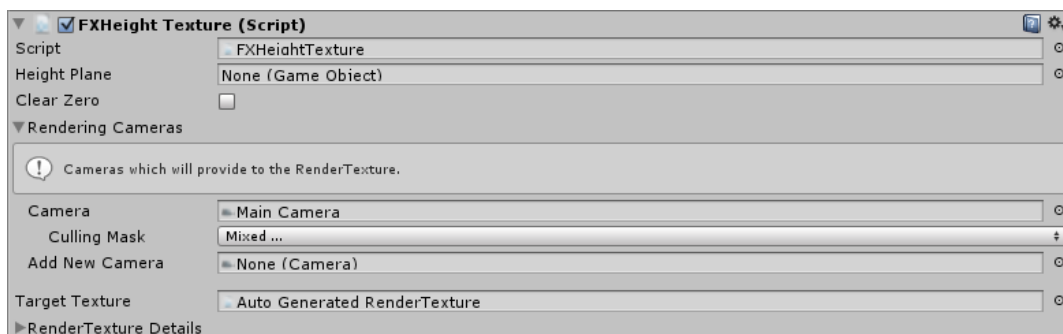 FXHeight Texture (Script)
Script FXHeightTexture
Height Plane None (Game Object)
Clear Zero
Rendering Cameras
Cameras which will provide to the RenderTexture.
Camera Main Camera
Culling Mask Mixed ...
Add New Camera None (Camera)
Target Texture Auto Generated RenderTexture
RenderTexture Details